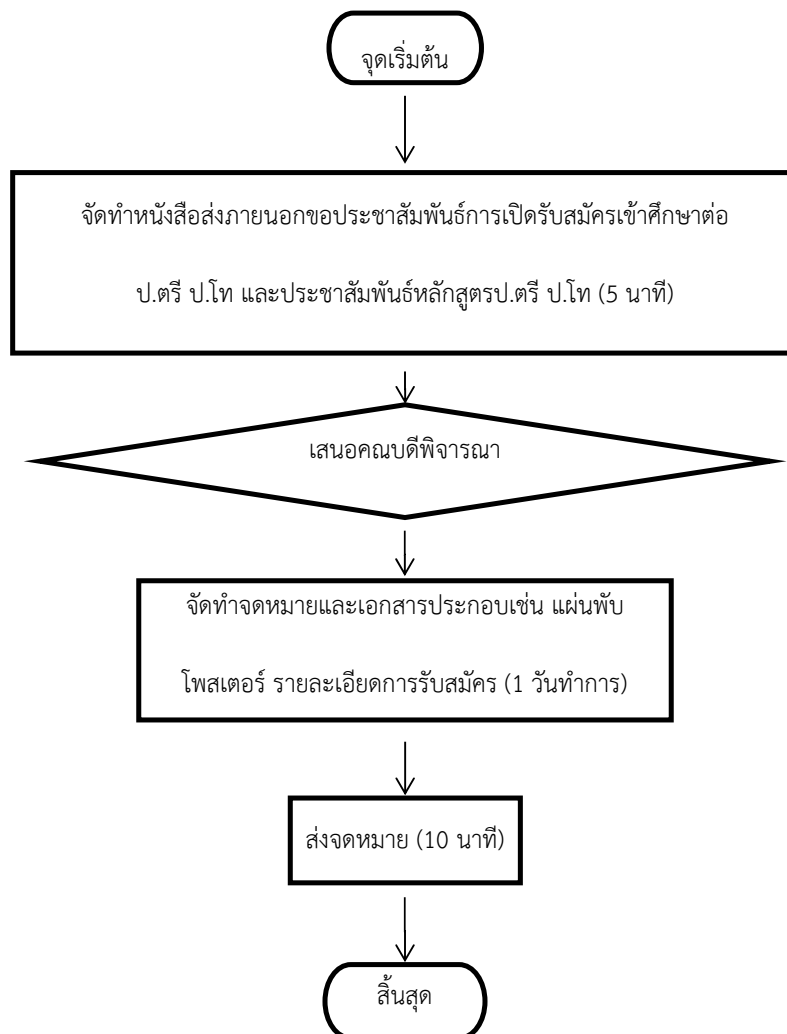 จุดเริ่มต้น
จัดทำหนังสือส่งภายนอกขอประชาสัมพันธ์การเปิดรับสมัครเข้าศึกษาต่อ
ป.ตรี ป.โท และประชาสัมพันธ์หลักสูตรป.ตรี ป.โท (5 นาที)
เสนอคณบดีพิจารณา
จัดทำจดหมายและเอกสารประกอบเช่น แผ่นพับ
โพสเตอร์ รายละเอียดการรับสมัคร (1 วันทำการ)
ส่งจดหมาย (10 นาที)
สิ้นสุด